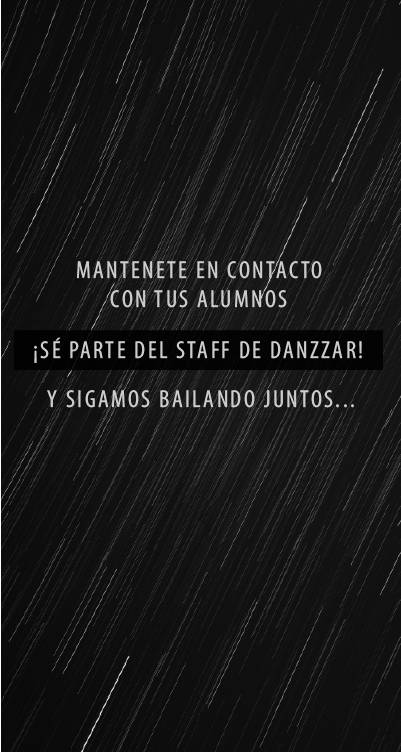 MANTENETE EN CONTACTO
CON TUS ALUMNOS
¡SÉ PARTE DEL STAFF DE DANZZAR!
Y SIGAMOS BAILANDO JUNTOS...